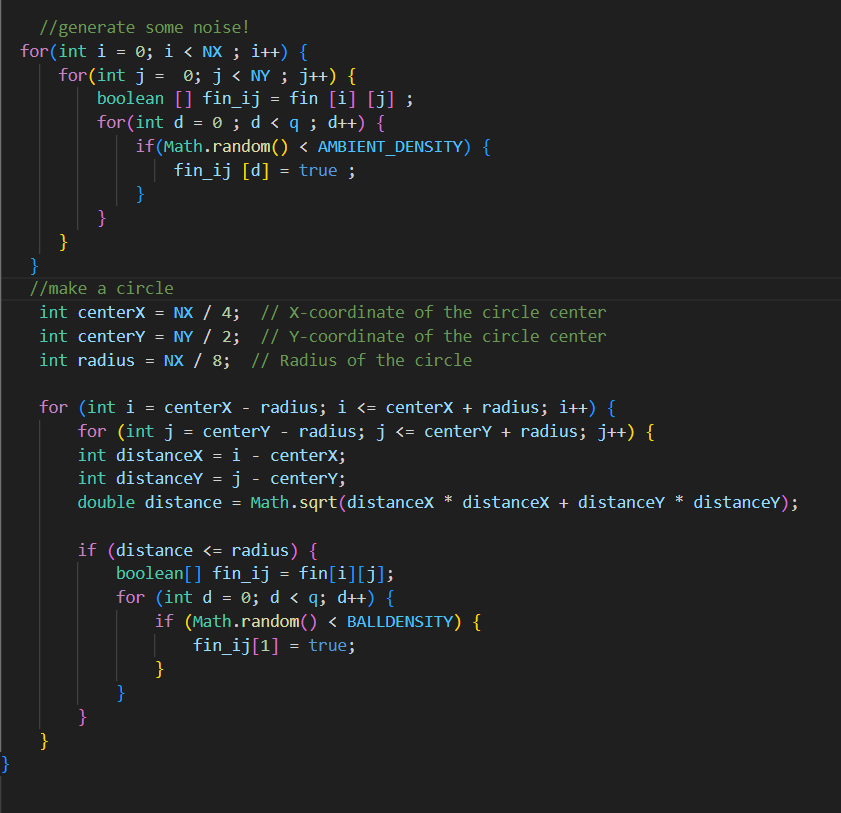 //generate some noise!
for(int i = 0; i < NX ; i++) {
for(int j =  0; j < NY ; j++) {
boolean [] fin_ij = fin [i] [j] ;
for(int d = 0 ; d < q ; d++) {
if(Math.random() < AMBIENT_DENSITY) {
fin_ij [d] = true ;
}
}
}
}
//make a circle
int centerX = NX / 4;  // X-coordinate of the circle center
int centerY = NY / 2;  // Y-coordinate of the circle center
int radius = NX / 8;  // Radius of the circle
for (int i = centerX - radius; i <= centerX + radius; i++) {
for (int j = centerY - radius; j <= centerY + radius; j++) {
int distanceX = i - centerX;
int distanceY = j - centerY;
double distance = Math.sqrt(distanceX * distanceX + distanceY * distanceY);
if (distance <= radius) {
boolean[] fin_ij = fin[i][j];
for (int d = 0; d < q; d++) {
if (Math.random() < BALLDENSITY) {
fin_ij[1] = true;
}
}
}
}
}